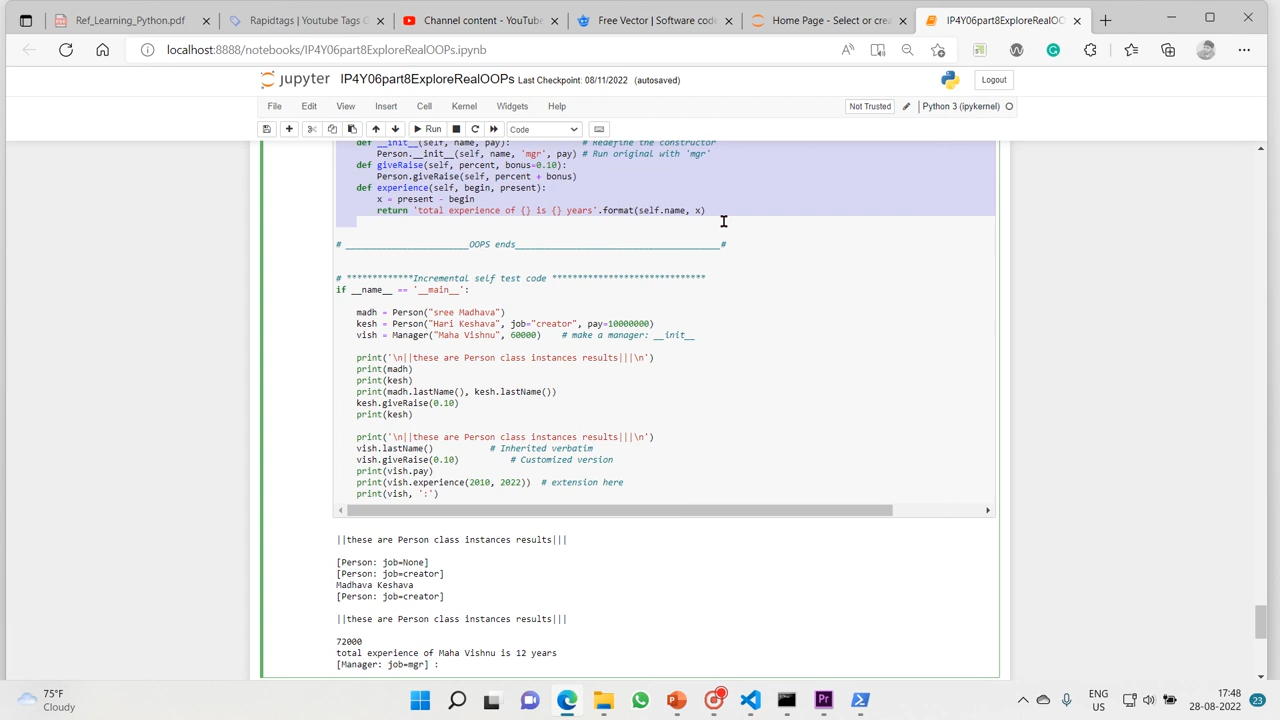 Ref_Learning_Python.pdf
Rapidtags | Youtube Tags G
Channel content - YouTube
Free Vector | Software cod
Home Page - Select or crea
IP4Y06part8ExploreRealOO
localhost:8888/notebooks/IP4Y06part8ExploreRealOOPs.ipynb
jupyter IP4Y06part8ExploreRealOOPs Last Checkpoint: 08/11/2022 (autosaved)
Logout
File Edit View Insert Cell Kernel Widgets Help
Not Trusted
Python 3 (ipykernel)
Run
Code
def __init__(self, name, pay): # Redefine the constructor
Person.__init__(self, name, 'mgr', pay) # Run original with 'mgr'
def giveRaise(self, percent, bonus=0.10):
Person.giveRaise(self, percent + bonus)
def experience(self, begin, present):
x = present - begin
return 'total experience of {} is {} years'.format(self.name, x)
# ________________________OOPS ends________________________________________#
# *************Incremental self test code ******************************
if __name__ == '__main__':
madh = Person("sree Madhava")
kesh = Person("Hari Keshava", job="creator", pay=10000000)
vish = Manager("Maha Vishnu", 60000) # make a manager: __init__
print('\n||these are Person class instances results|||\n')
print(madh)
print(kesh)
print(madh.lastName(), kesh.lastName())
kesh.giveRaise(0.10)
print(kesh)
print('\n||these are Person class instances results|||\n')
vish.lastName() # Inherited verbatim
vish.giveRaise(0.10) # Customized version
print(vish.pay)
print(vish.experience(2010, 2022)) # extension here
print(vish, ':')
||these are Person class instances results|||
[Person: job=None]
[Person: job=creator]
Madhava Keshava
[Person: job=creator]
||these are Person class instances results|||
72000
total experience of Maha Vishnu is 12 years
[Manager: job=mgr] :
75°F
Cloudy
ENG
US
17:48
28-08-2022
23